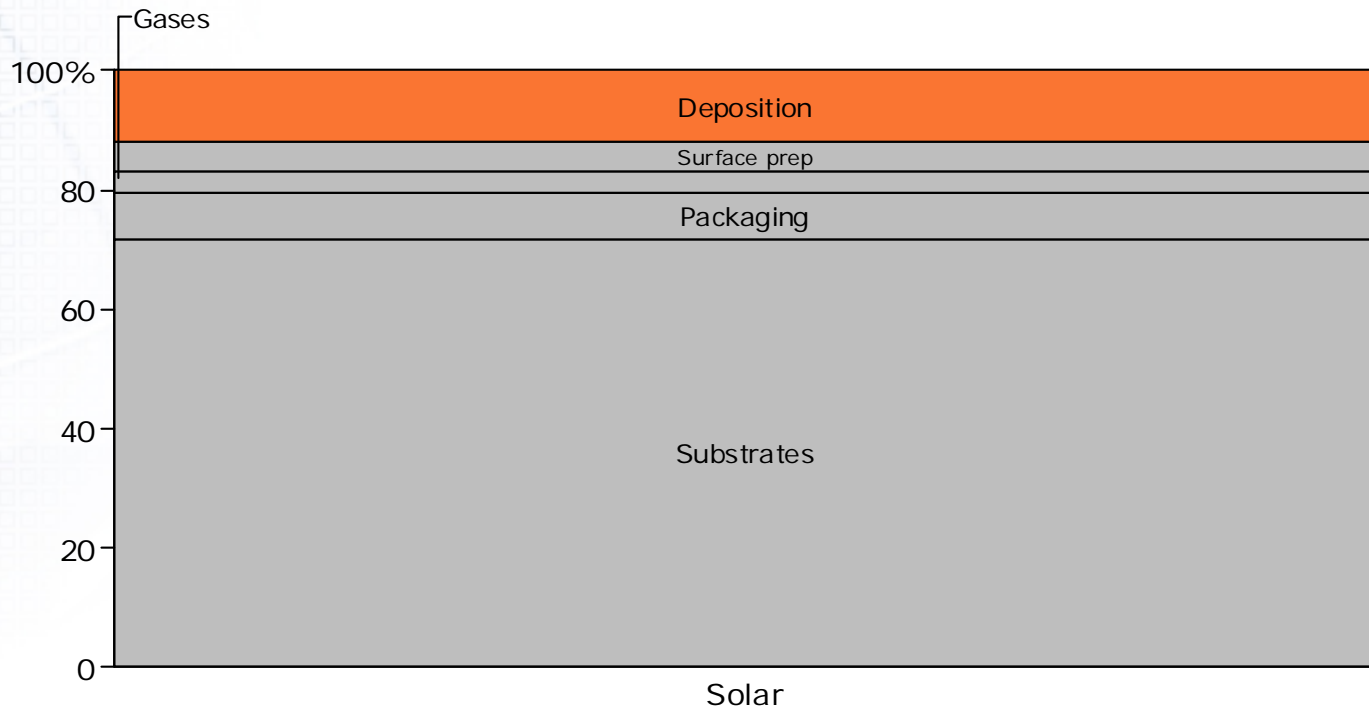 Gases
100%
Deposition
Surface prep
80
Packaging
60
40
Substrates
20
0
Solar